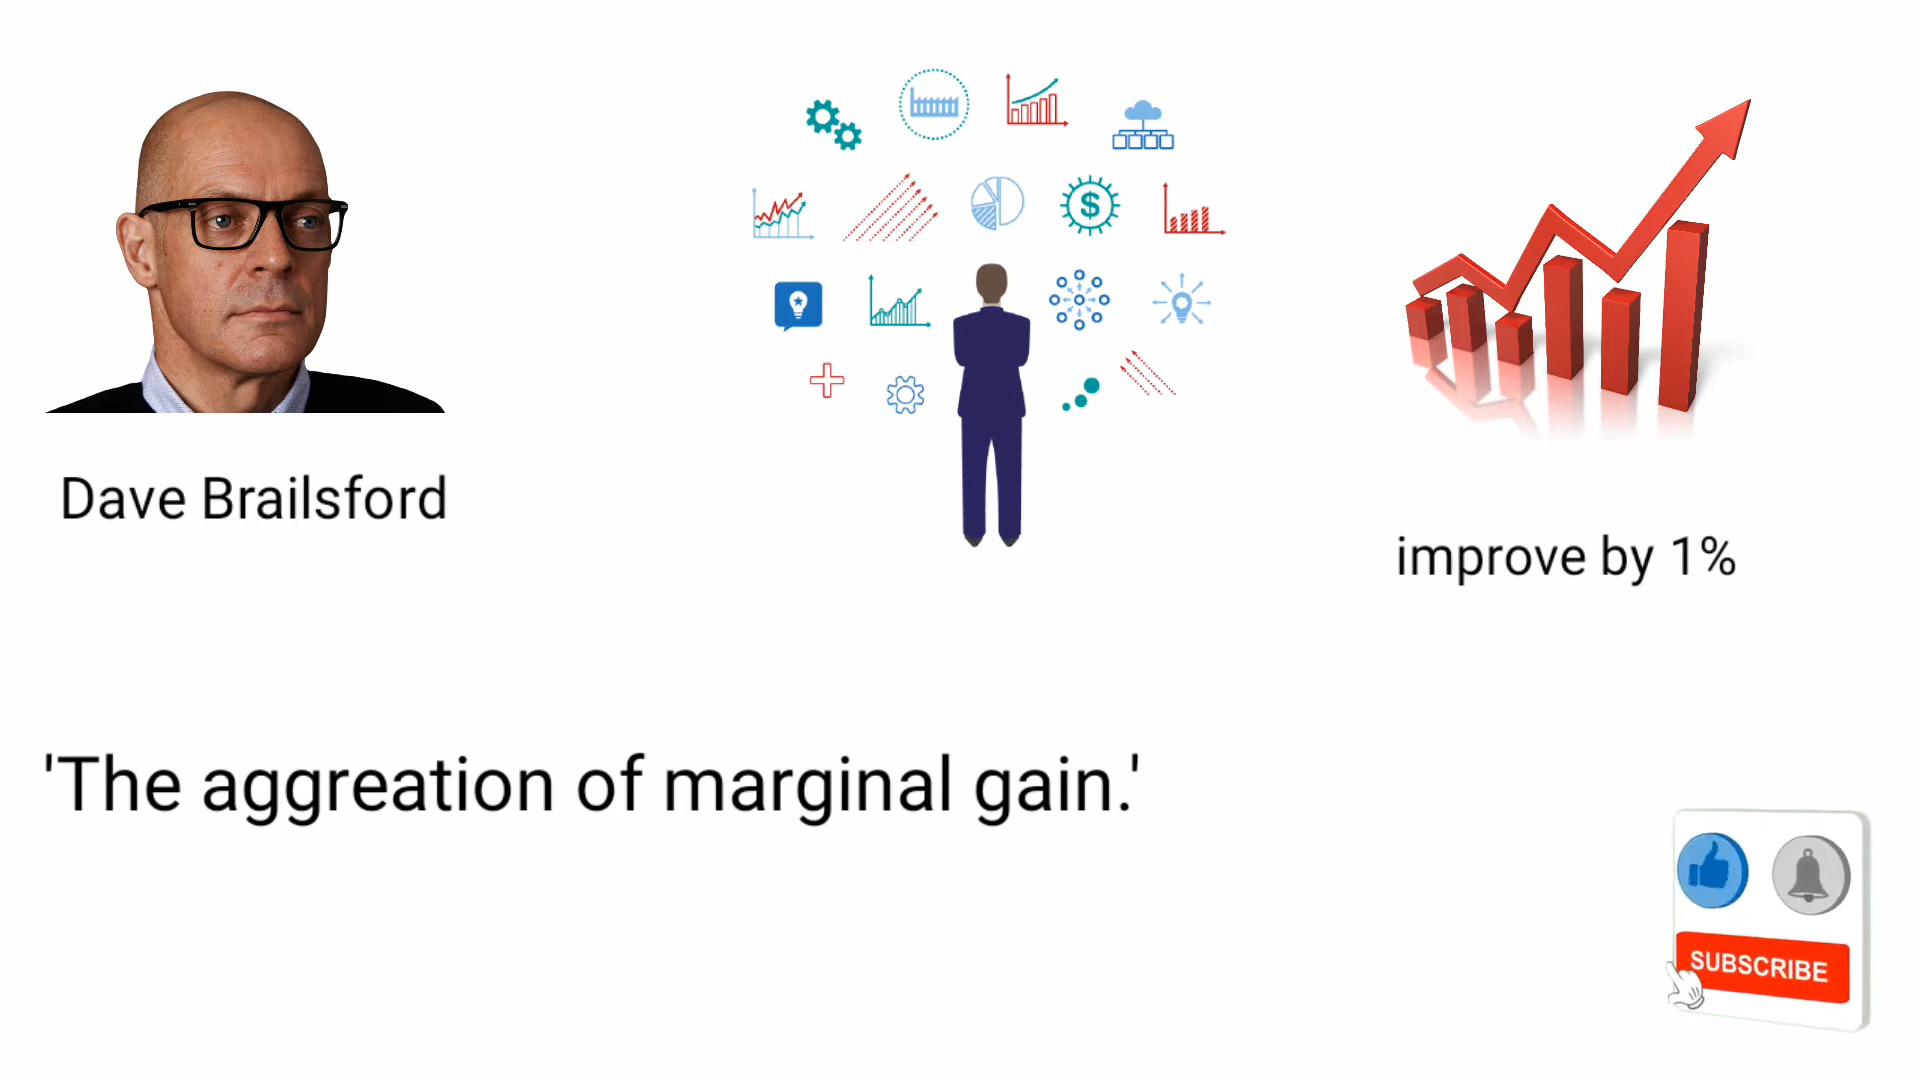 $
Dave Brailsford
improve by 1%
'The aggreation of marginal gain.'
SUBSCRIBE